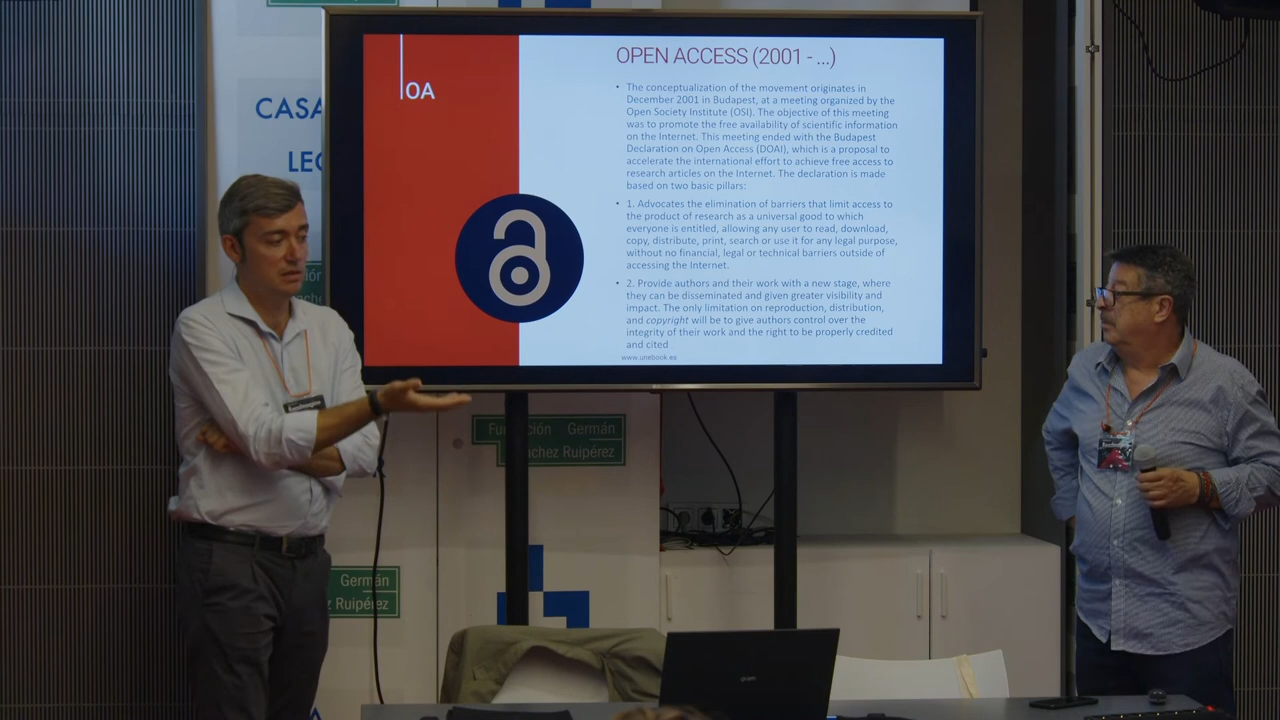 CASA
LEC
OA
OPEN ACCESS (2001 - ...)
• The conceptualization of the movement originates in
December 2001 in Budapest, at a meeting organized by the
Open Society Institute (OSI). The objective of this meeting
was to promote the free availability of scientific information
on the Internet. This meeting ended with the Budapest
Declaration on Open Access (DOAI), which is a proposal to
accelerate the international effort to achieve free access to
research articles on the Internet. The declaration is made
based on two basic pillars:
• 1. Advocates the elimination of barriers that limit access to
the product of research as a universal good to which
everyone is entitled, allowing any user to read, download,
copy, distribute, print, search or use it for any legal purpose,
without no financial, legal or technical barriers outside of
accessing the Internet.
• 2. Provide authors and their work with a new stage, where
they can be disseminated and given greater visibility and
impact. The only limitation on reproduction, distribution,
and copyright will be to give authors control over the
integrity of their work and the right to be properly credited
and cited
www.unebook.es
Germán
chez Ruipérez
Germán
z Ruipérez